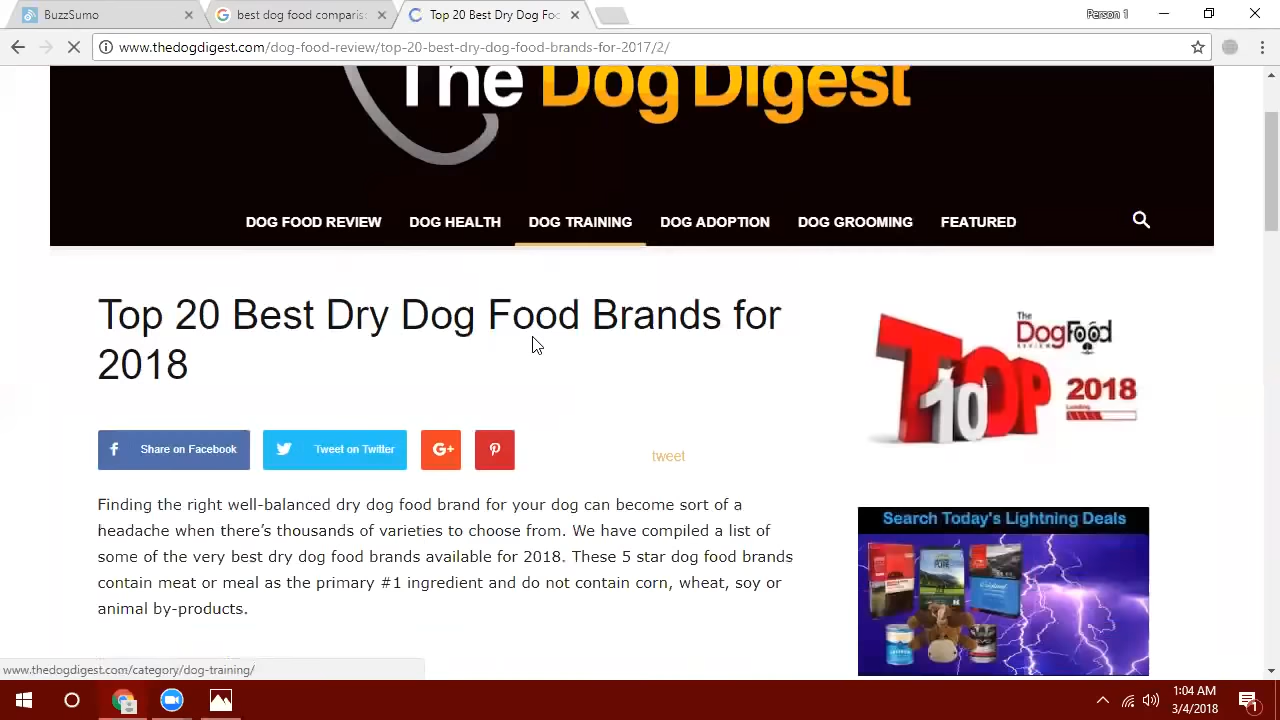 BuzzSumo
best dog food comparis
Top 20 Best Dry Dog Foo
Person 1
www.thedogdigest.com/dog-food-review/top-20-best-dry-dog-food-brands-for-2017/2/
The Dog Digest
DOG FOOD REVIEW DOG HEALTH DOG TRAINING DOG ADOPTION DOG GROOMING FEATURED
Top 20 Best Dry Dog Food Brands for
2018
Share on Facebook
Tweet on Twitter
G+
tweet
Finding the right well-balanced dry dog food brand for your dog can become sort of a
headache when there's thousands of varieties to choose from. We have compiled a list of
some of the very best dry dog food brands available for 2018. These 5 star dog food brands
contain meat or meal as the primary #1 ingredient and do not contain corn, wheat, soy or
animal by-products.
The
DogFood
REVIEW
TOP
10
2018
Loading
Search Today's Lightning Deals
www.thedogdigest.com/category/dog-training/
1:04 AM
3/4/2018
1